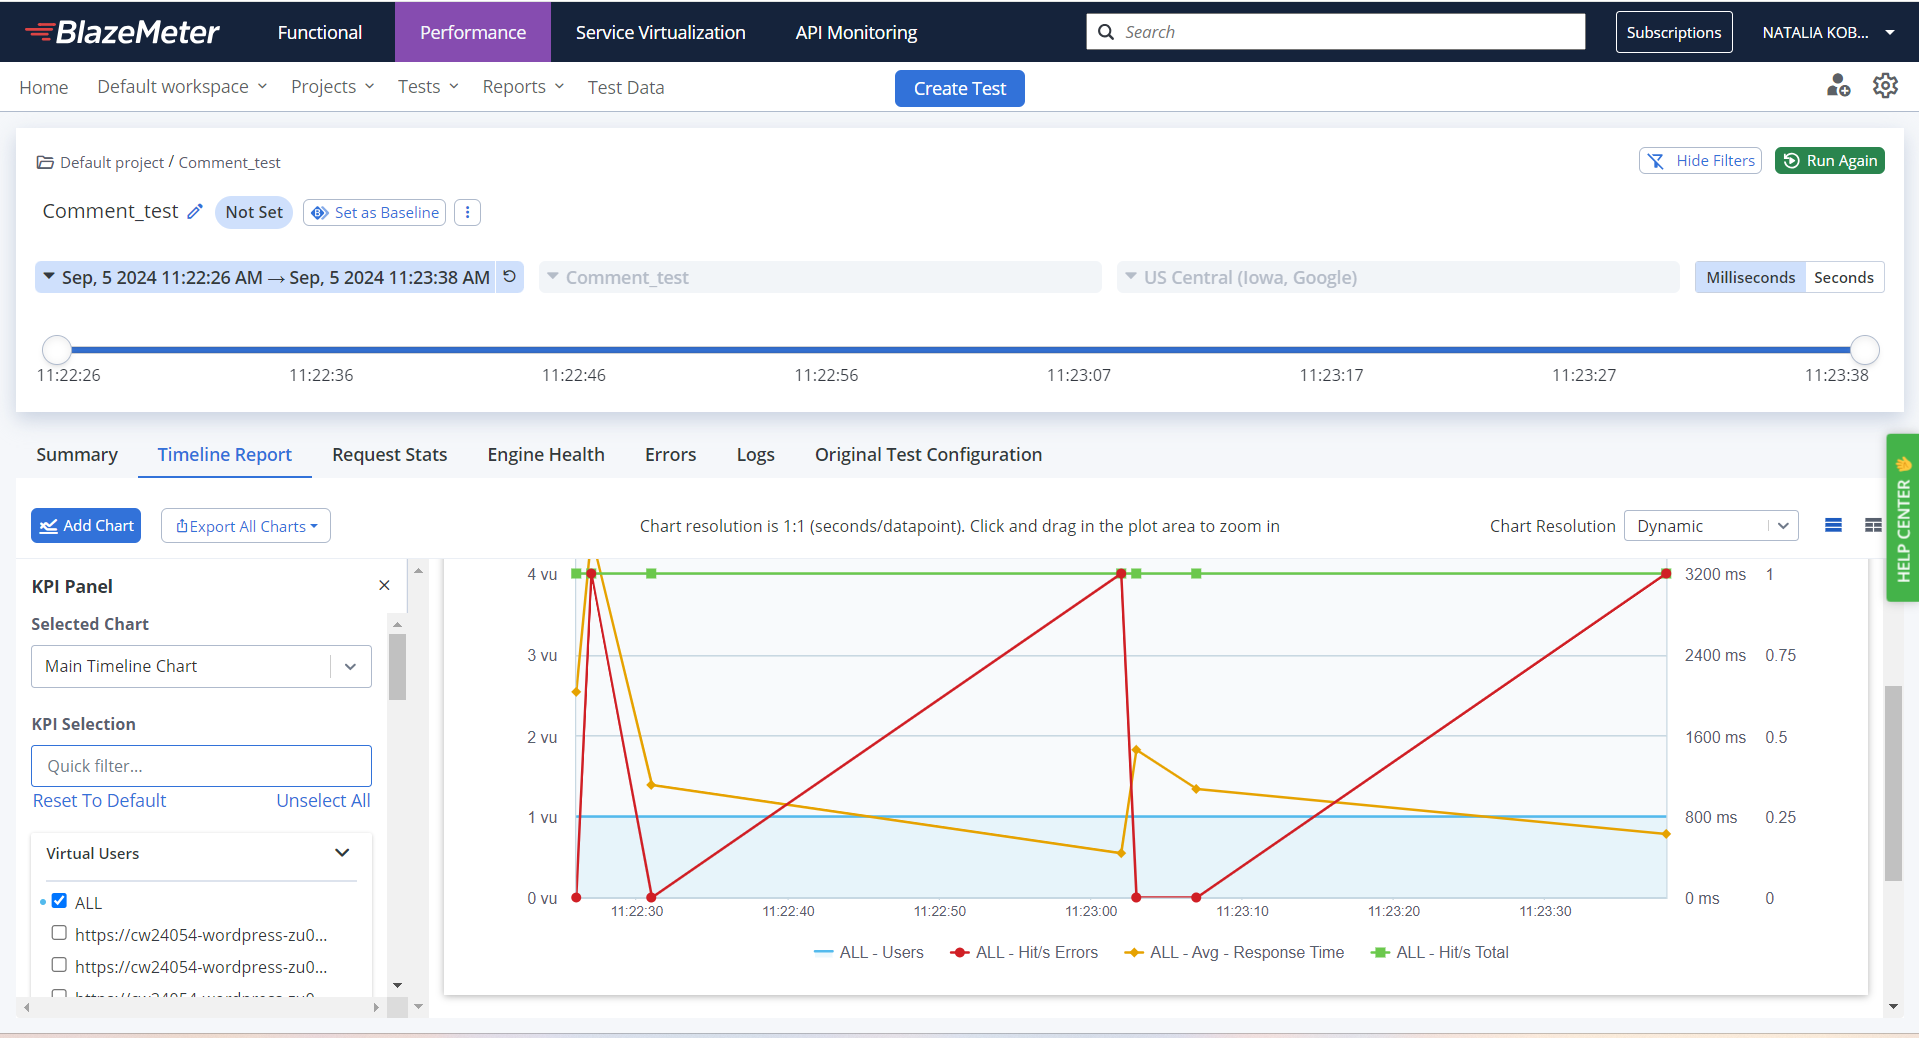 BlazeMeter Functional Performance Service Virtualization API Monitoring Search Subscriptions NATALIA KOB...
Home Default workspace Projects Tests Reports Test Data Create Test
Default project / Comment_test Hide Filters Run Again
Comment_test Not Set Set as Baseline
Sep, 5 2024 11:22:26 AM → Sep, 5 2024 11:23:38 AM Comment_test US Central (Iowa, Google) Milliseconds Seconds
11:22:26 11:22:36 11:22:46 11:22:56 11:23:07 11:23:17 11:23:27 11:23:38
Summary Timeline Report Request Stats Engine Health Errors Logs Original Test Configuration
HELP CENTER
Add Chart Export All Charts Chart resolution is 1:1 (seconds/datapoint). Click and drag in the plot area to zoom in Chart Resolution Dynamic
KPI Panel
Selected Chart
Main Timeline Chart
KPI Selection
Quick filter...
Reset To Default Unselect All
Virtual Users
ALL
https://cw24054-wordpress-zu0...
https://cw24054-wordpress-zu0...
https://cw24054-wordpress-zu0...
4 vu 3200 ms 1
3 vu 2400 ms 0.75
2 vu 1600 ms 0.5
1 vu 800 ms 0.25
0 vu 0 ms 0
11:22:30 11:22:40 11:22:50 11:23:00 11:23:10 11:23:20 11:23:30
ALL - Users ALL - Hit/s Errors ALL - Avg - Response Time ALL - Hit/s Total